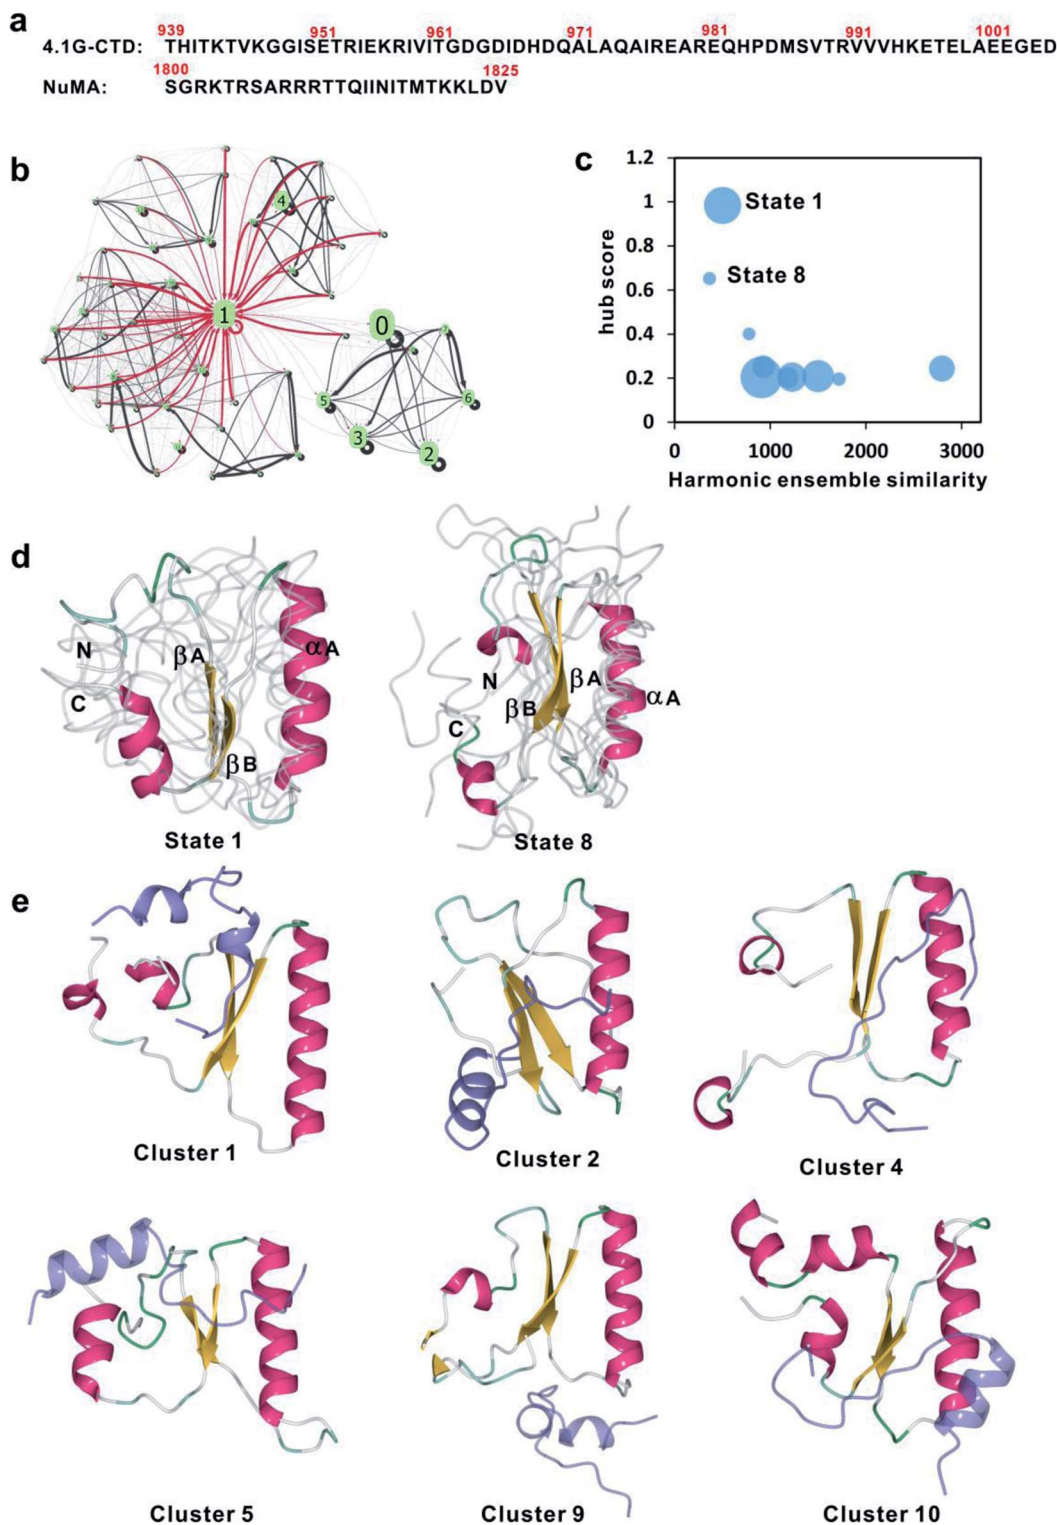 a
939 951 961 971 981 991 1001
4.1G-CTD: THITKTVKGGISETRIEKRIVITGDGDIDHDQALAQAIREAREQHPDMSVTRVVVHKETELAEEGED
1800 1825
NuMA: SGRKTRSARRRTTQIINITMTKKLDV
b
4
1
0
5
6
3
2
c
1.2
1
0.8
0.6
0.4
0.2
0
hub score
State 1
State 8
0 1000 2000 3000
Harmonic ensemble similarity
d
N
C
βA
βB
αA
State 1
N
C
βB
βA
αA
State 8
e
Cluster 1
Cluster 2
Cluster 4
Cluster 5
Cluster 9
Cluster 10